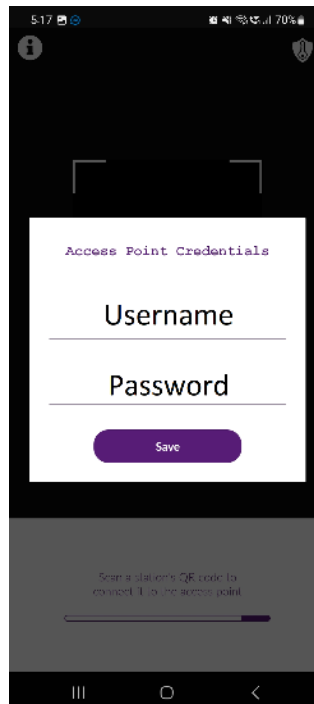 5:17
70%
Access Point Credentials
Username
Password
Save
Scan a station's QR code to
connect it to the access point